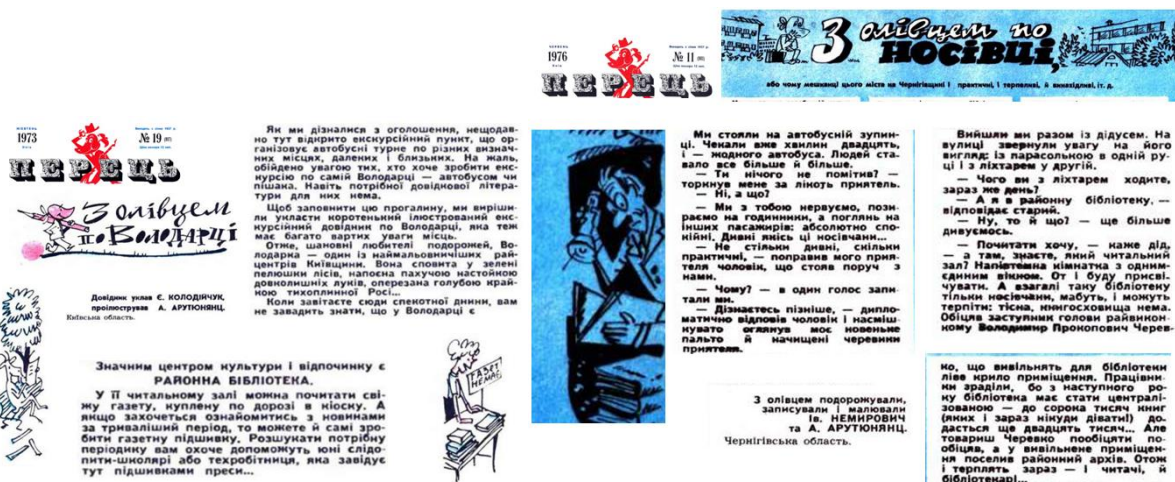 1973
№ 19
ПЕРЕЦЬ
З олівцем
по Володарці
Довідник уклав Є. КОЛОДІЙЧУК,
проілюстрував А. АРУТЮНЯНЦ.
Київська область.
Як ми дізналися з оголошення, нещодав-
но тут відкрито екскурсійний пункт, що ор-
ганізовує автобусні турне по різних визнач-
них місцях, далеких і близьких. На жаль,
обійдено увагою тих, хто хоче зробити екс-
курсію по самій Володарці — автобусом чи
пішака. Навіть потрібної довідкової літера-
тури для них нема.
Щоб заповнити цю прогалину, ми виріши-
ли укласти коротенький ілюстрований екс-
курсійний довідник по Володарці, яка теж
має багато вартих уваги місць.
Отже, шановні любителі подорожей, Во-
лодарка — один із наймальовничіших рай-
центрів Київщини. Вона сповита у зелені
пелюшки лісів, напоєна пахучою настойкою
довколишніх луків, оперезана голубою край-
кою тихоплинної Росі...
Коли завітаєте сюди спекотної днини, вам
не завадить знати, що у Володарці є
Значним центром культури і відпочинку є
РАЙОННА БІБЛІОТЕКА.
У її читальному залі можна почитати сві-
жу газету, куплену по дорозі в кіоску. А
якщо захочеться ознайомитись з новинами
за триваліший період, то можете й самі зро-
бити газетну підшивку. Розшукати потрібну
періодику вам охоче допоможуть юні слідо-
пити-школярі або техробітниця, яка завідує
тут підшивками преси...
ГАЗЕТ
НЕМАЄ
1976
№ 11
ПЕРЕЦЬ
З олівцем по
НОСІВЦІ,
або чому мешканці цього міста на Чернігівщині і практичні, і терплячі, й винахідливі, іт. д.
Ми стояли на автобусній зупин-
ці. Чекали вже хвилин двадцять,
і — жодного автобуса. Людей ста-
вало все більше й більше.
— Ти нічого не помітив? —
торкнув мене за лікоть приятель.
— Ні, а що?
— Ми з тобою нервуємо, пози-
раємо на годинники, а поглянь на
інших пасажирів: абсолютно спо-
кійні. Дивні якісь ці носівчани...
— Не стільки дивні, скільки
практичні, — поправив мого прия-
теля чоловік, що стояв поруч з
нами.
— Чому? — в один голос запи-
тали ми.
— Дізнаєтесь пізніше, — дипло-
матично відповів чоловік і насміш-
кувато оглянув моє новеньке
пальто й начищені черевики
приятеля.
З олівцем подорожували,
записували і малювали
Ів. НЕМИРОВИЧ
та А. АРУТЮНЯНЦ.
Чернігівська область.
Вийшли ми разом із дідусем. На
вулиці звернули увагу на його
вигляд: із парасолькою в одній ру-
ці і з ліхтарем у другій.
— Чого ви з ліхтарем ходите,
зараз же день?
— А я в районну бібліотеку, —
відповідає старий.
— Ну, то й що? — ще більше
дивуємось.
— Почитати хочу, — каже дід,
— а там, знаєте, який читальний
зал? Напівтемна кімнатка з одним-
єдиним вікном. От і буду присві-
чувати. А взагалі таку бібліотеку
тільки носівчани, мабуть, і можуть
терпіти: тісна, книгосховища нема.
Обіцяв заступник голови райвикон-
кому Володимир Прокопович Черев-
ко, що вивільнять для бібліотеки
ліве крило приміщення. Працівни-
ки зраділи, бо з наступного ро-
ку бібліотека має стати централі-
зованою — до сорока тисяч книг
(яких і зараз нікуди дівати!) до-
дасться ще двадцять тисяч... Але
товариш Черевко пообіцяти по-
обіцяв, а у вивільнене приміщен-
ня поселив районний архів. Отож
і терплять зараз — і читачі, й
бібліотекарі...